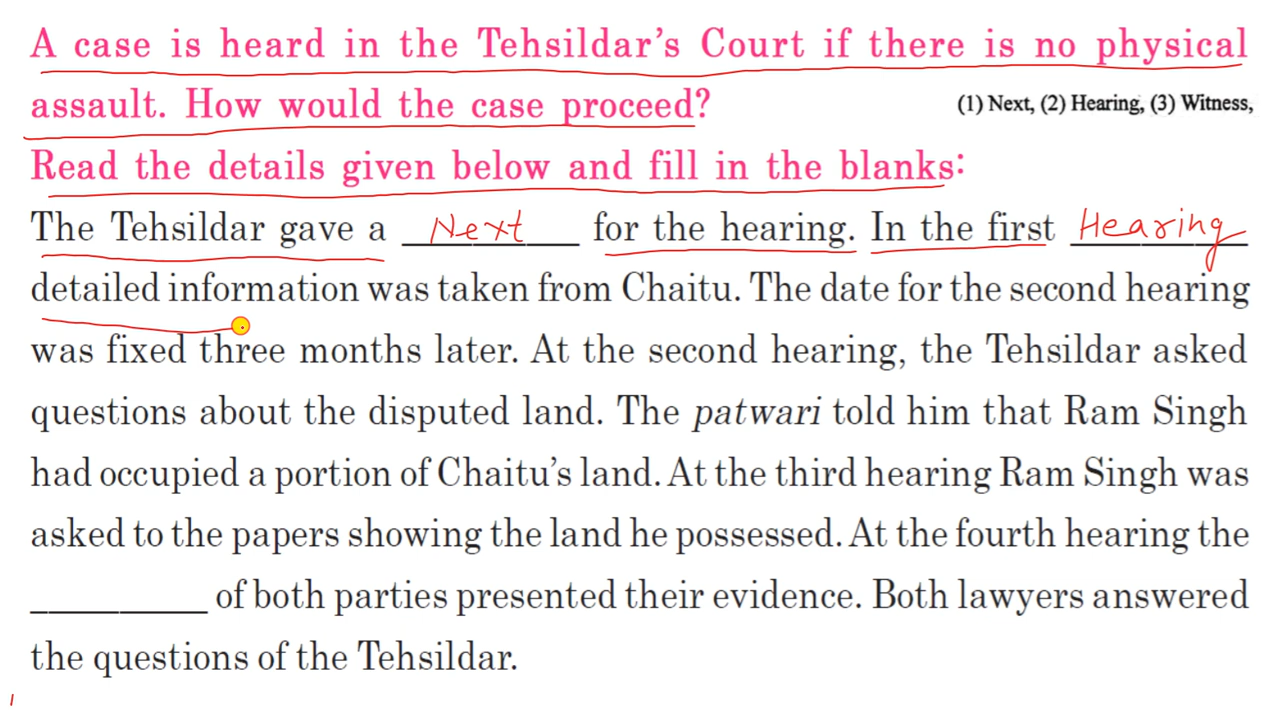 A case is heard in the Tehsildar's Court if there is no physical
assault. How would the case proceed?
(1) Next, (2) Hearing, (3) Witness,
Read the details given below and fill in the blanks:
The Tehsildar gave a Next for the hearing. In the first Hearing
detailed information was taken from Chaitu. The date for the second hearing
was fixed three months later. At the second hearing, the Tehsildar asked
questions about the disputed land. The patwari told him that Ram Singh
had occupied a portion of Chaitu's land. At the third hearing Ram Singh was
asked to the papers showing the land he possessed. At the fourth hearing the
__________ of both parties presented their evidence. Both lawyers answered
the questions of the Tehsildar.